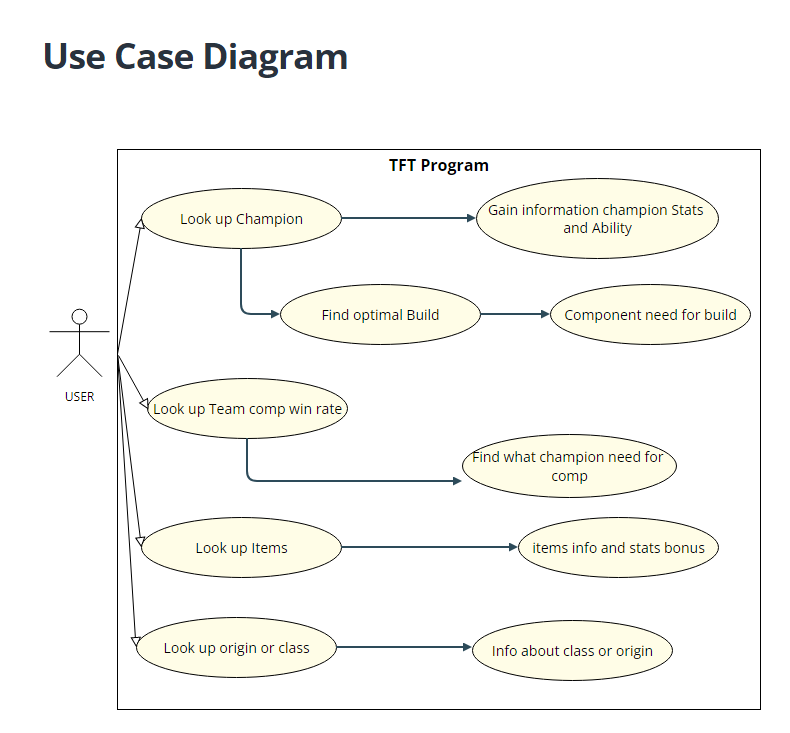 Use Case Diagram
TFT Program
Look up Champion
Gain information champion Stats
and Ability
Find optimal Build
Component need for build
USER
Look up Team comp win rate
Find what champion need for
comp
Look up Items
items info and stats bonus
Look up origin or class
Info about class or origin